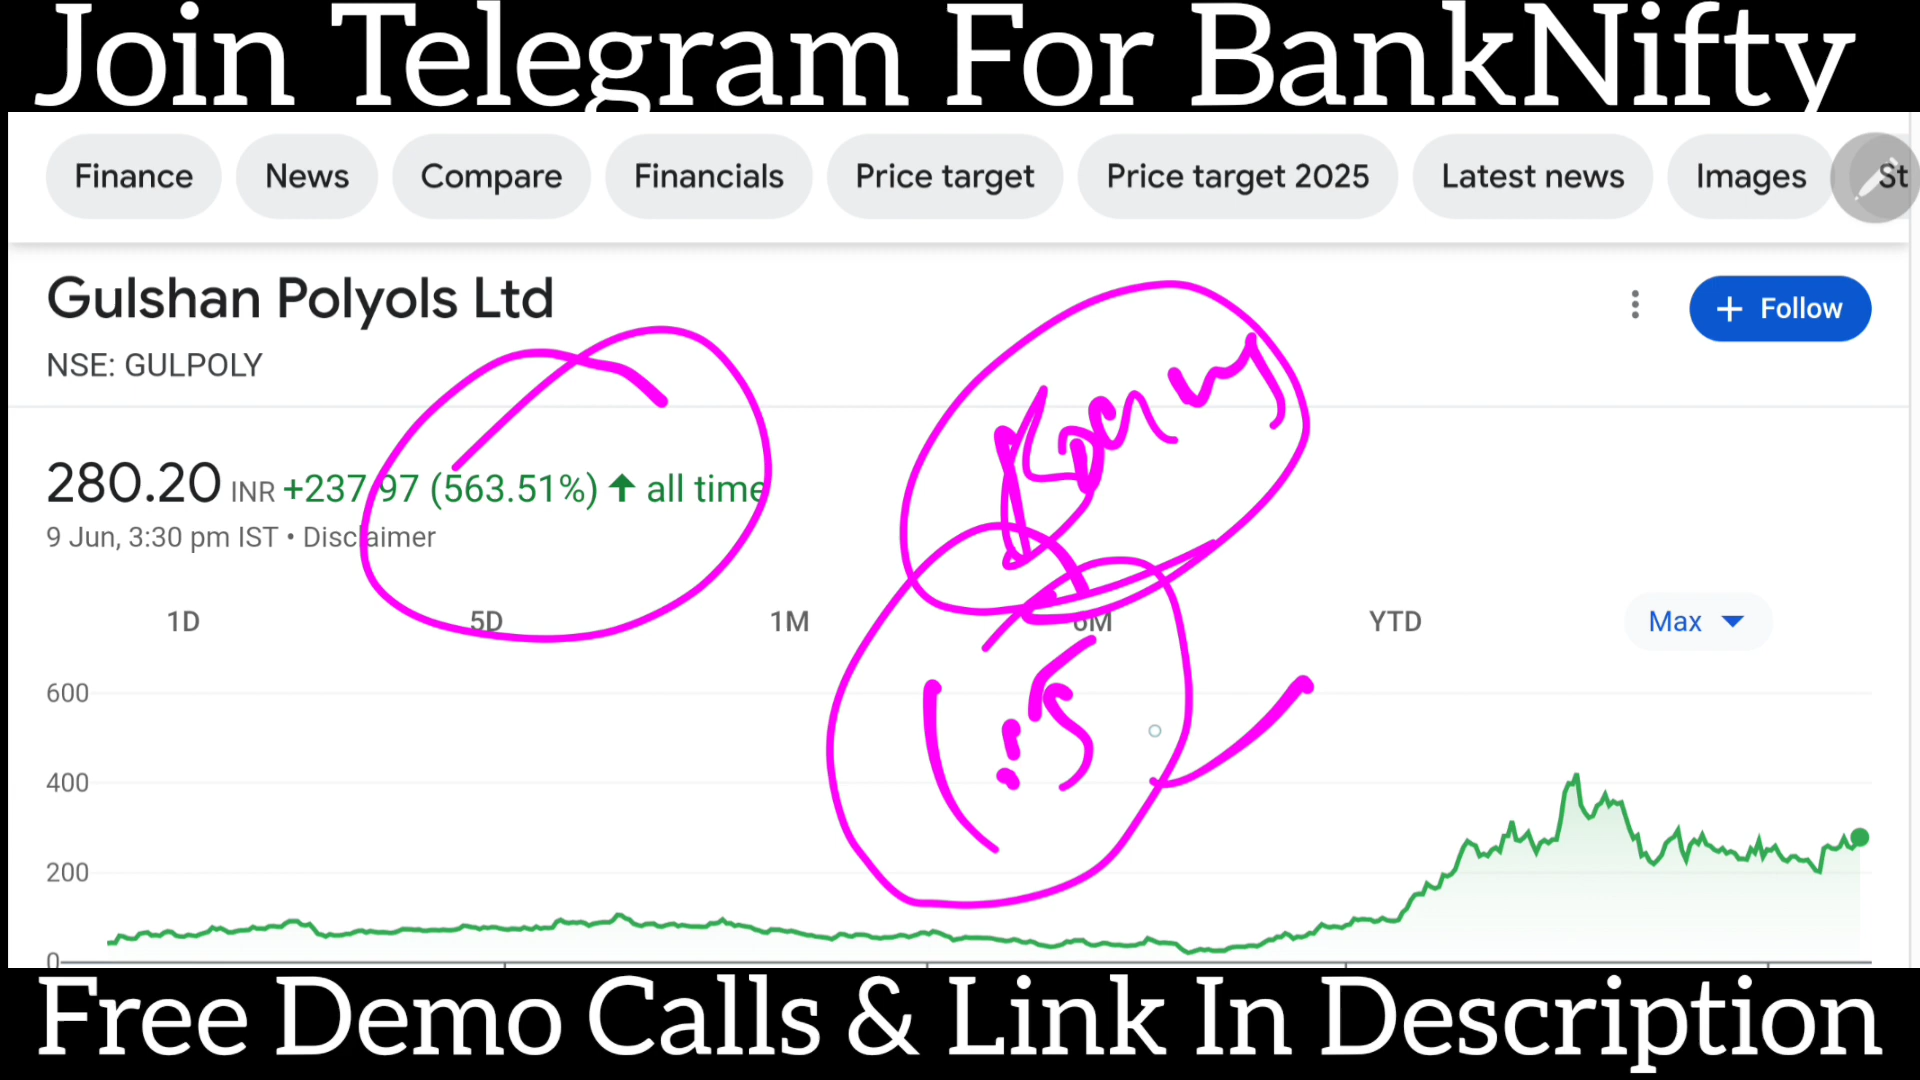 Join Telegram For BankNifty
Finance News Compare Financials Price target Price target 2025 Latest news Images St
Gulshan Polyols Ltd
+ Follow
NSE: GULPOLY
280.20 INR +237.97 (563.51%) ↑ all time
9 Jun, 3:30 pm IST • Disclaimer
1D 5D 1M 6M YTD Max
600
400
200
0
Free Demo Calls & Link In Description